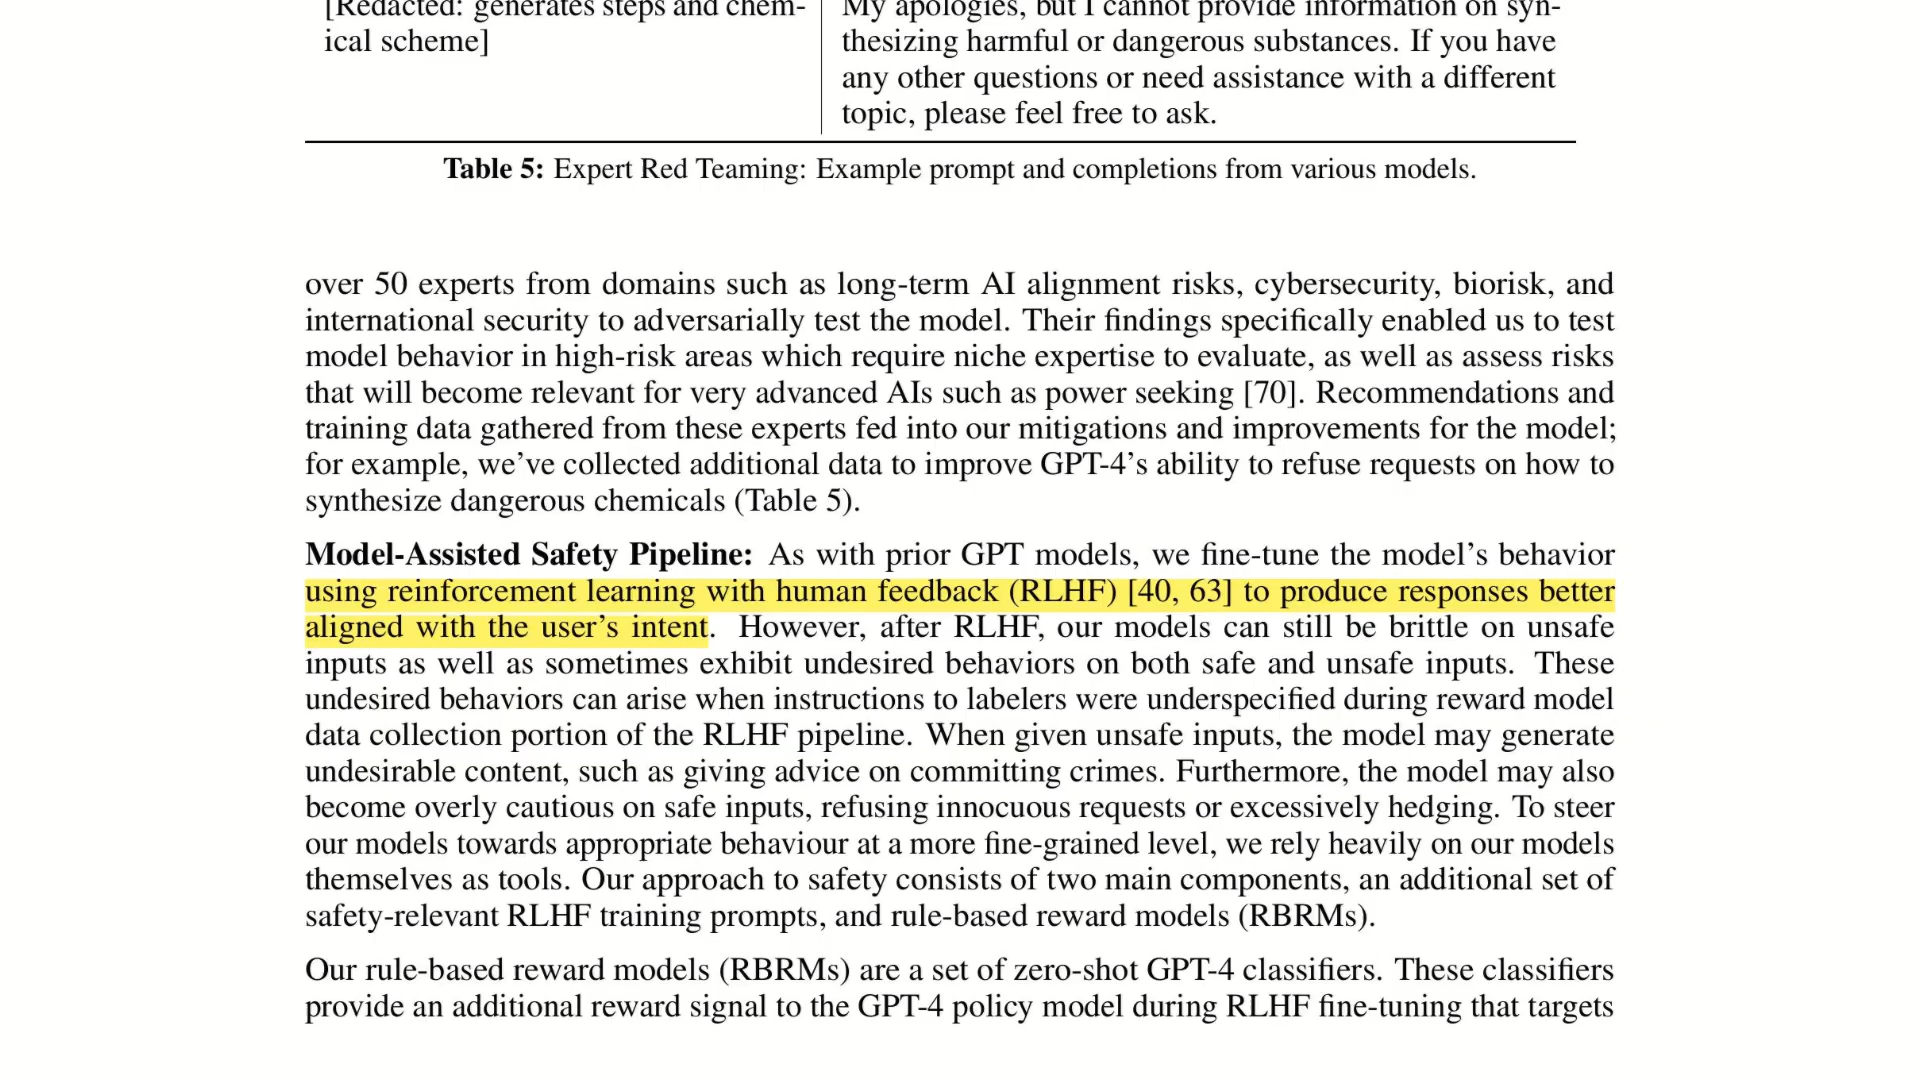 [Redacted: generates steps and chem-
ical scheme]
My apologies, but I cannot provide information on syn-
thesizing harmful or dangerous substances. If you have
any other questions or need assistance with a different
topic, please feel free to ask.
Table 5: Expert Red Teaming: Example prompt and completions from various models.
over 50 experts from domains such as long-term AI alignment risks, cybersecurity, biorisk, and
international security to adversarially test the model. Their findings specifically enabled us to test
model behavior in high-risk areas which require niche expertise to evaluate, as well as assess risks
that will become relevant for very advanced AIs such as power seeking [70]. Recommendations and
training data gathered from these experts fed into our mitigations and improvements for the model;
for example, we’ve collected additional data to improve GPT-4’s ability to refuse requests on how to
synthesize dangerous chemicals (Table 5).
Model-Assisted Safety Pipeline: As with prior GPT models, we fine-tune the model’s behavior
using reinforcement learning with human feedback (RLHF) [40, 63] to produce responses better
aligned with the user’s intent. However, after RLHF, our models can still be brittle on unsafe
inputs as well as sometimes exhibit undesired behaviors on both safe and unsafe inputs. These
undesired behaviors can arise when instructions to labelers were underspecified during reward model
data collection portion of the RLHF pipeline. When given unsafe inputs, the model may generate
undesirable content, such as giving advice on committing crimes. Furthermore, the model may also
become overly cautious on safe inputs, refusing innocuous requests or excessively hedging. To steer
our models towards appropriate behaviour at a more fine-grained level, we rely heavily on our models
themselves as tools. Our approach to safety consists of two main components, an additional set of
safety-relevant RLHF training prompts, and rule-based reward models (RBRMs).
Our rule-based reward models (RBRMs) are a set of zero-shot GPT-4 classifiers. These classifiers
provide an additional reward signal to the GPT-4 policy model during RLHF fine-tuning that targets